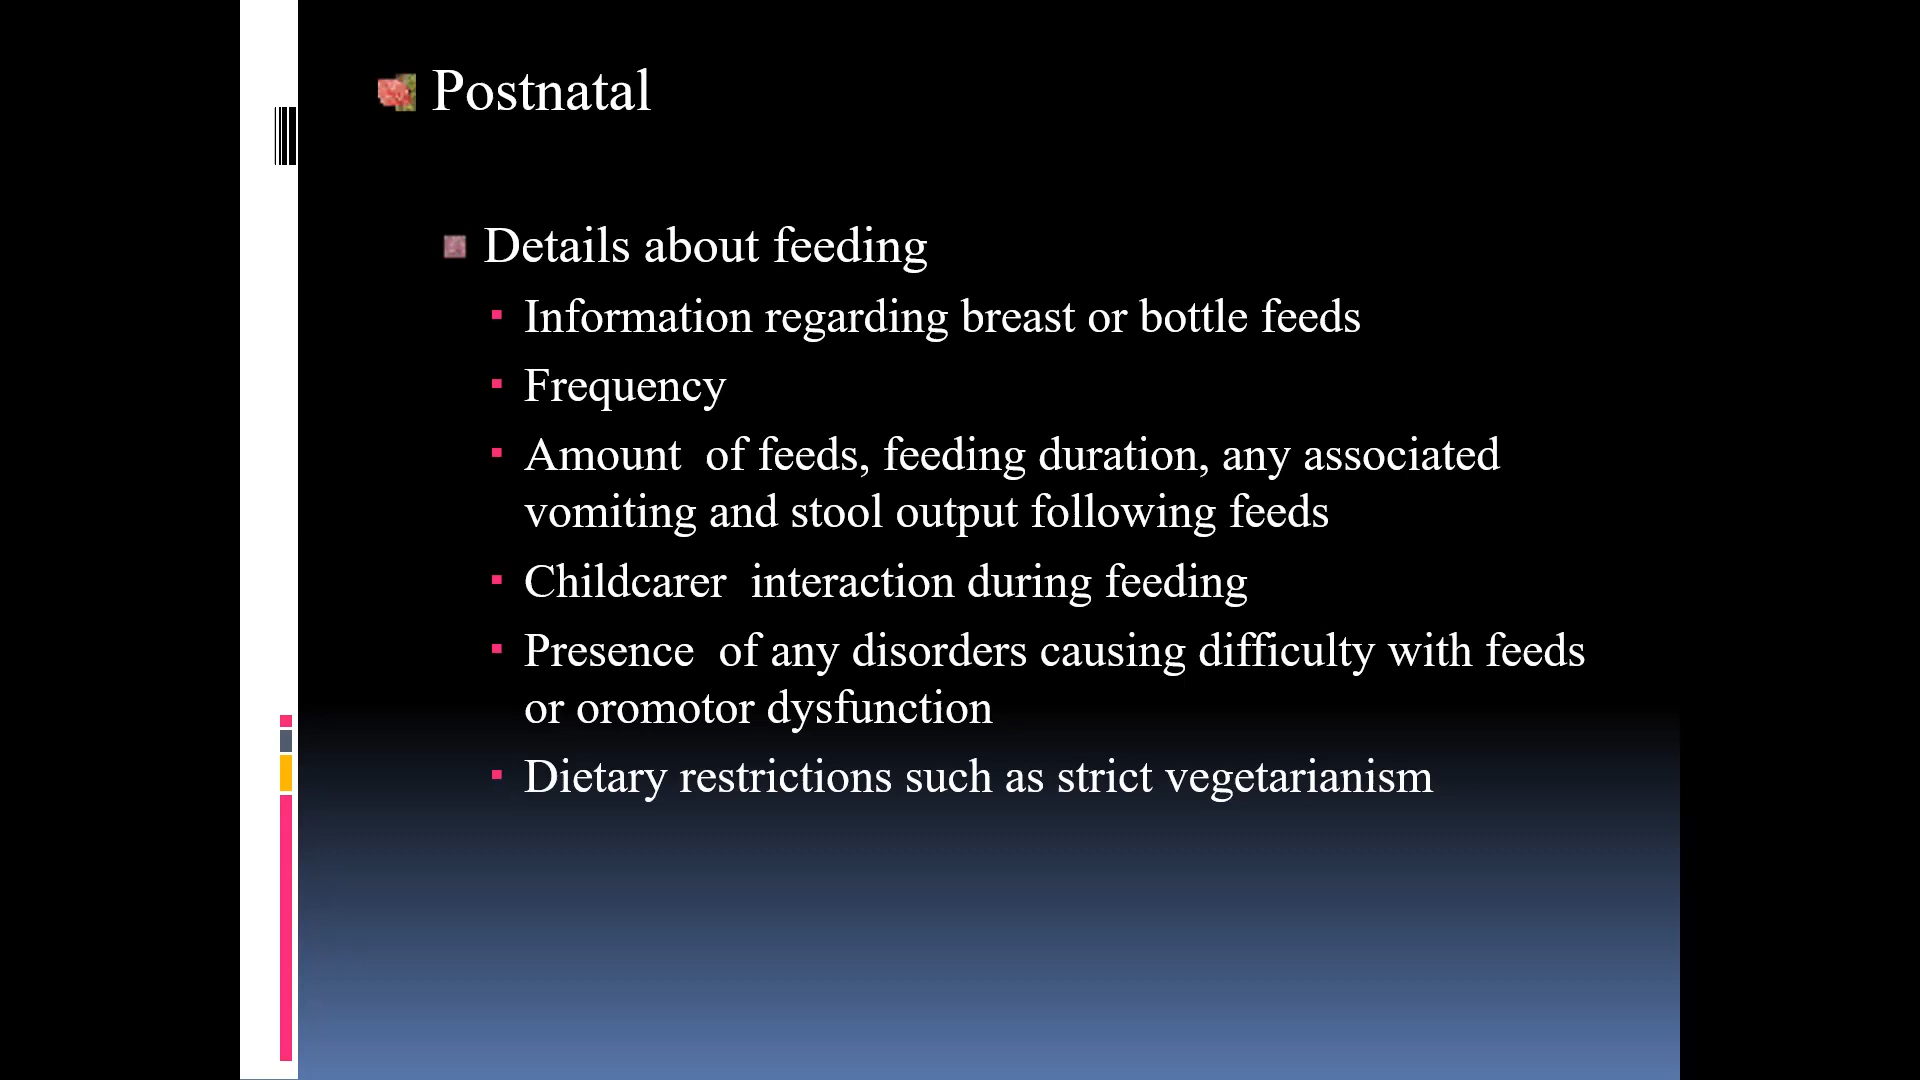 Postnatal
Details about feeding
Information regarding breast or bottle feeds
Frequency
Amount  of feeds, feeding duration, any associated
vomiting and stool output following feeds
Childcarer  interaction during feeding
Presence  of any disorders causing difficulty with feeds
or oromotor dysfunction
Dietary restrictions such as strict vegetarianism